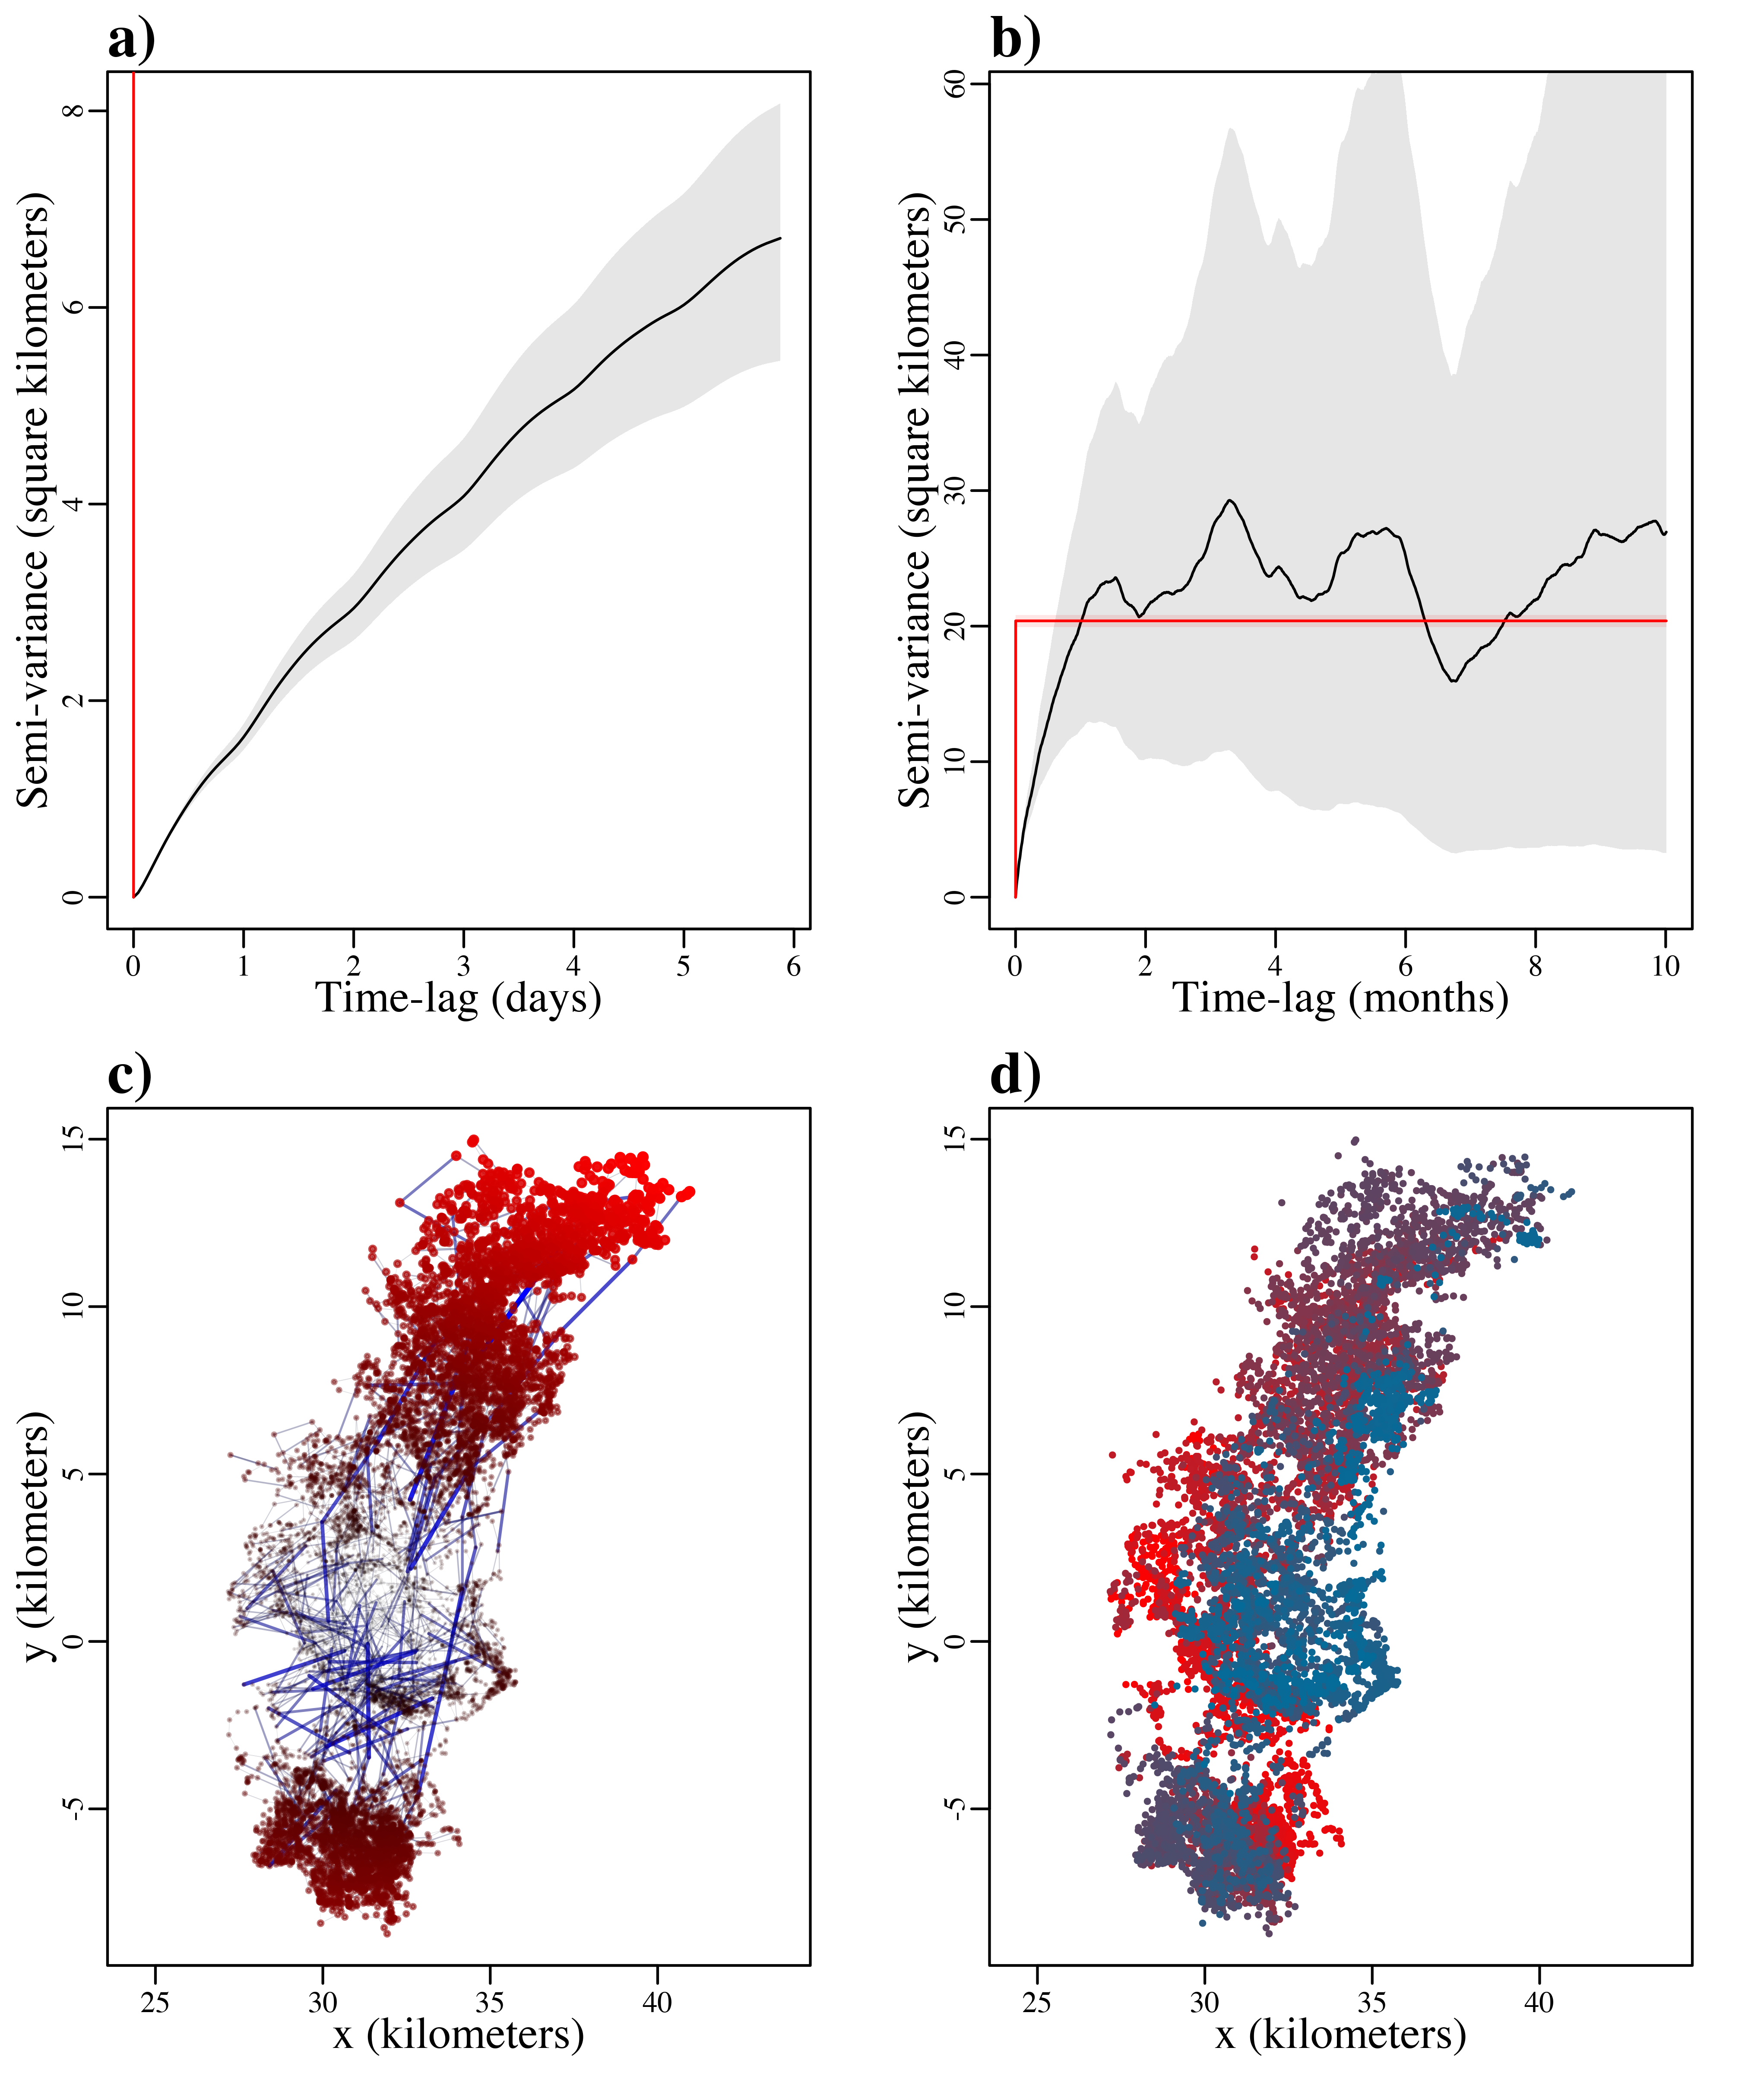 a)
8
6
4
2
0
Semi-variance (square kilometers)
0 1 2 3 4 5 6
Time-lag (days)
b)
60
50
40
30
20
10
0
Semi-variance (square kilometers)
0 2 4 6 8 10
Time-lag (months)
c)
15
10
5
0
-5
y (kilometers)
25 30 35 40
x (kilometers)
d)
15
10
5
0
-5
y (kilometers)
25 30 35 40
x (kilometers)